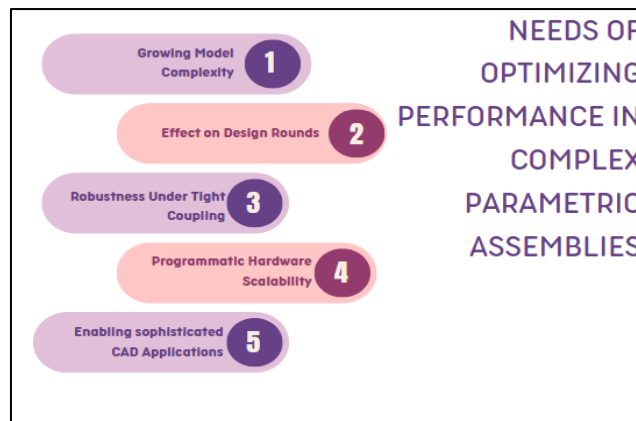 NEEDS OF
OPTIMIZING
PERFORMANCE IN
COMPLEX
PARAMETRIC
ASSEMBLIES
Growing Model
Complexity
1
Effect on Design Rounds
2
Robustness Under Tight
Coupling
3
Programmatic Hardware
Scalability
4
Enabling sophisticated
CAD Applications
5